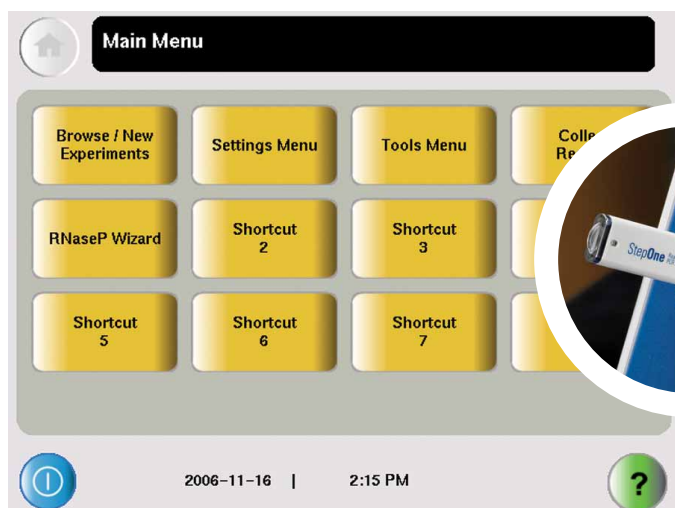 Main Menu
Browse / New
Experiments
Settings Menu
Tools Menu
RNaseP Wizard
Shortcut
2
Shortcut
3
StepOne
Shortcut
5
Shortcut
6
Shortcut
7
2006-11-16 | 2:15 PM
?